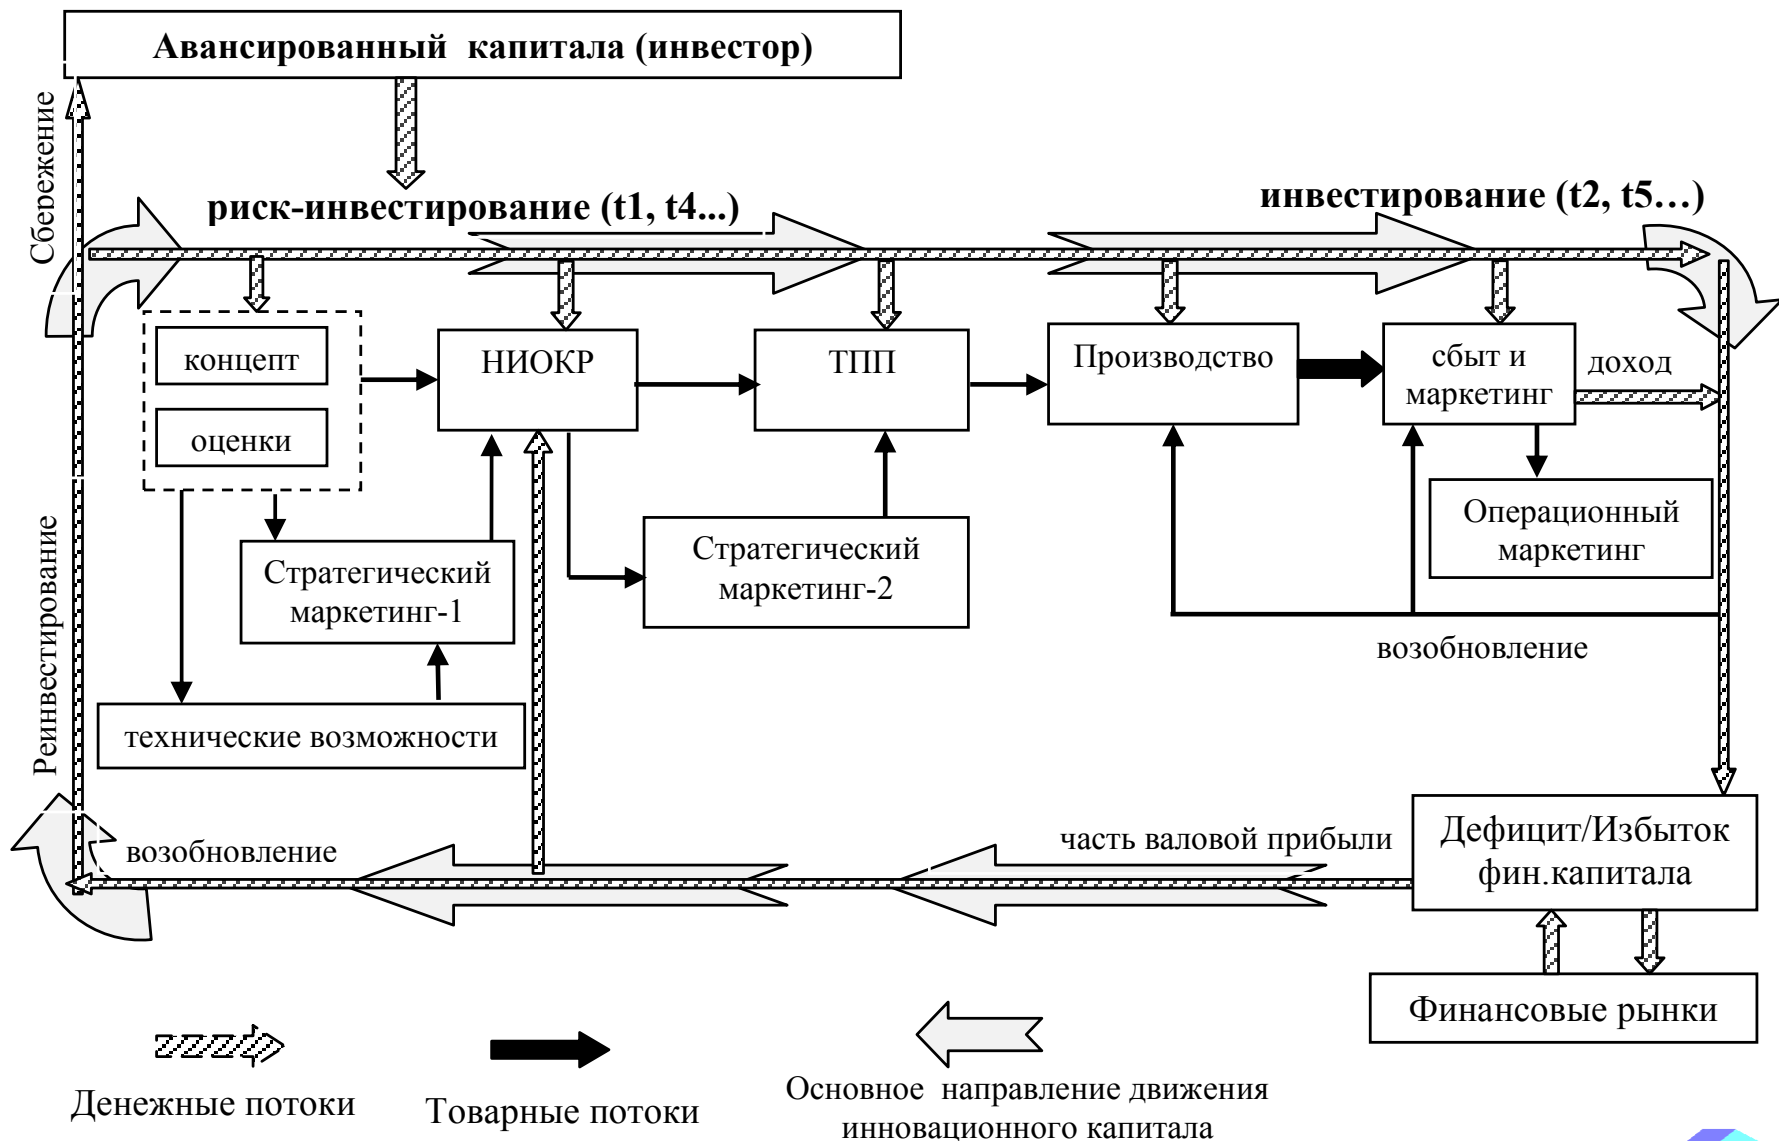 Авансированный капитала (инвестор)
Сбережение
риск-инвестирование (t1, t4...)
инвестирование (t2, t5…)
концепт
оценки
НИОКР
ТПП
Производство
сбыт и
маркетинг
доход
Операционный
маркетинг
Стратегический
маркетинг-1
Стратегический
маркетинг-2
возобновление
Реинвестирование
технические возможности
возобновление
часть валовой прибыли
Дефицит/Избыток
фин.капитала
Финансовые рынки
Денежные потоки
Товарные потоки
Основное направление движения
инновационного капитала